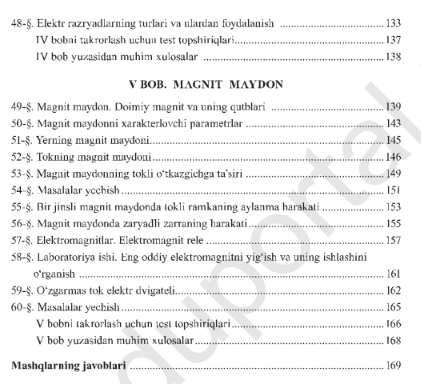 48-§. Elektr razryadlarning turlari va ulardan foydalanish ........................ 133
IV bobni takrorlash uchun test topshiriqlari........................ 137
IV bob yuzasidan muhim xulosalar ........................ 138
V BOB. MAGNIT MAYDON
49-§. Magnit maydon. Doimiy magnit va uning qutblari ........................ 139
50-§. Magnit maydonni xarakterlovchi parametrlar ........................ 143
51-§. Yerning magnit maydoni........................ 145
52-§. Tokning magnit maydoni........................ 146
53-§. Magnit maydonning tokli o‘tkazgichga ta’siri ........................ 149
54-§. Masalalar yechish ........................ 151
55-§. Bir jinsli magnit maydonda tokli ramkaning aylanma harakati ........................ 153
56-§. Magnit maydonda zaryadli zarraning harakati........................ 155
57-§. Elektromagnitlar. Elektromagnit rele ........................ 157
58-§. Laboratoriya ishi. Eng oddiy elektromagnitni yig‘ish va uning ishlashini
o‘rganish ........................ 161
59-§. O‘zgarmas tok elektr dvigateli........................ 162
60-§. Masalalar yechish ........................ 165
V bobni takrorlash uchun test topshiriqlari........................ 166
V bob yuzasidan muhim xulosalar........................ 168
Mashqlarning javoblari ........................ 169
duportal